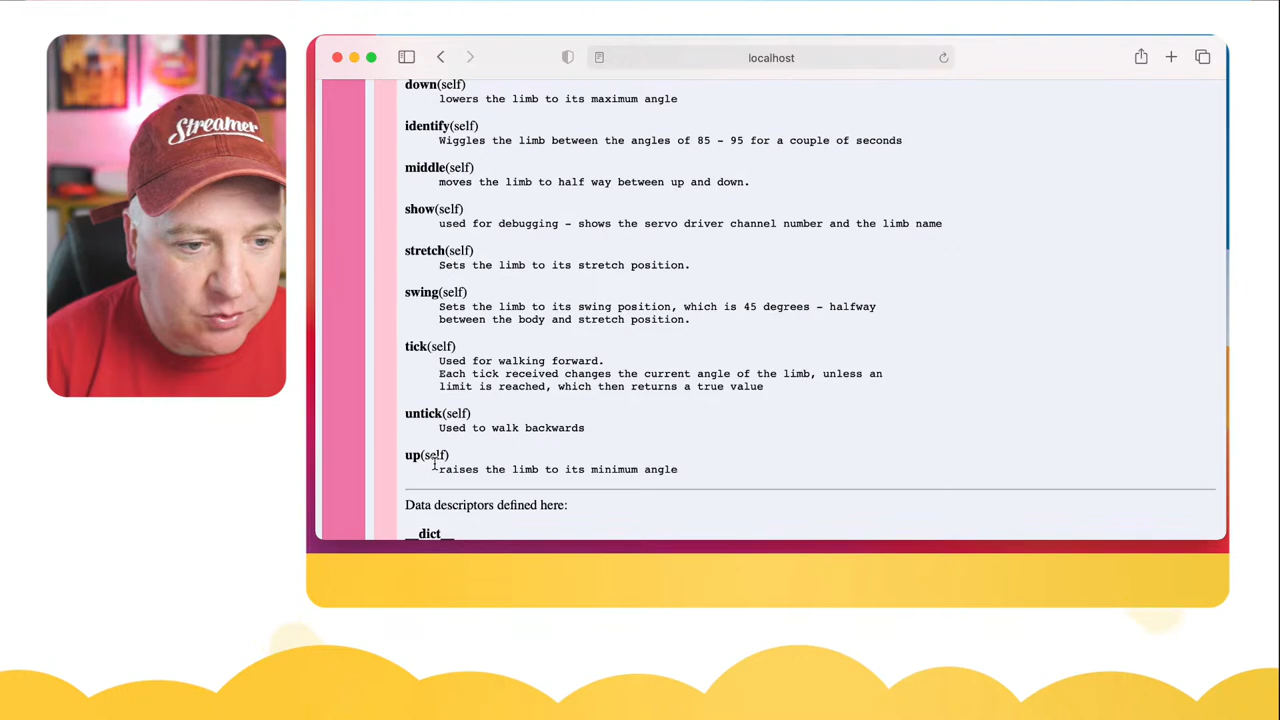 Streamer
localhost
down(self)
lowers the limb to its maximum angle
identify(self)
Wiggles the limb between the angles of 85 - 95 for a couple of seconds
middle(self)
moves the limb to half way between up and down.
show(self)
used for debugging - shows the servo driver channel number and the limb name
stretch(self)
Sets the limb to its stretch position.
swing(self)
Sets the limb to its swing position, which is 45 degrees - halfway
between the body and stretch position.
tick(self)
Used for walking forward.
Each tick received changes the current angle of the limb, unless an
limit is reached, which then returns a true value
untick(self)
Used to walk backwards
up(self)
raises the limb to its minimum angle
Data descriptors defined here:
__dict__